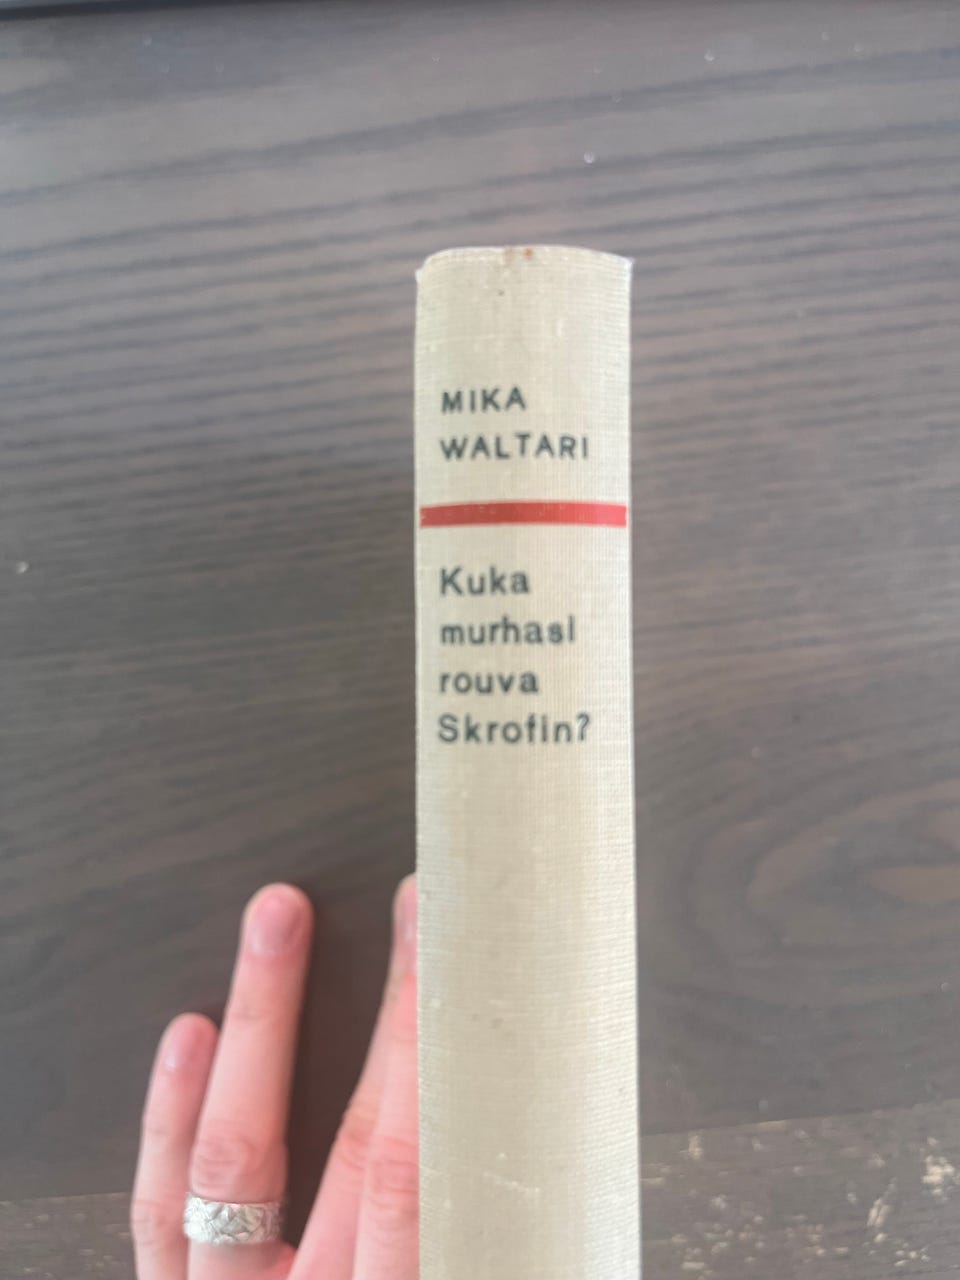 MIKA
WALTARI
Kuka
murhasi
rouva
Skrofin?